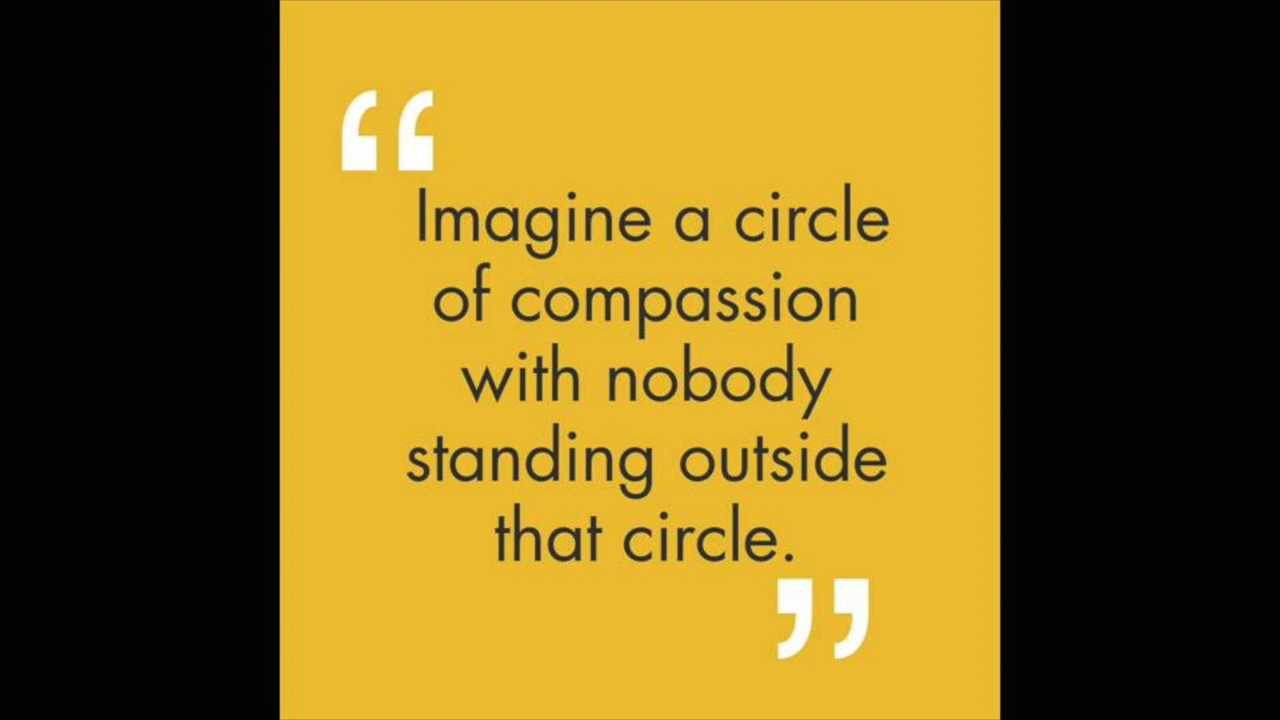 “
Imagine a circle
of compassion
with nobody
standing outside
that circle.
”